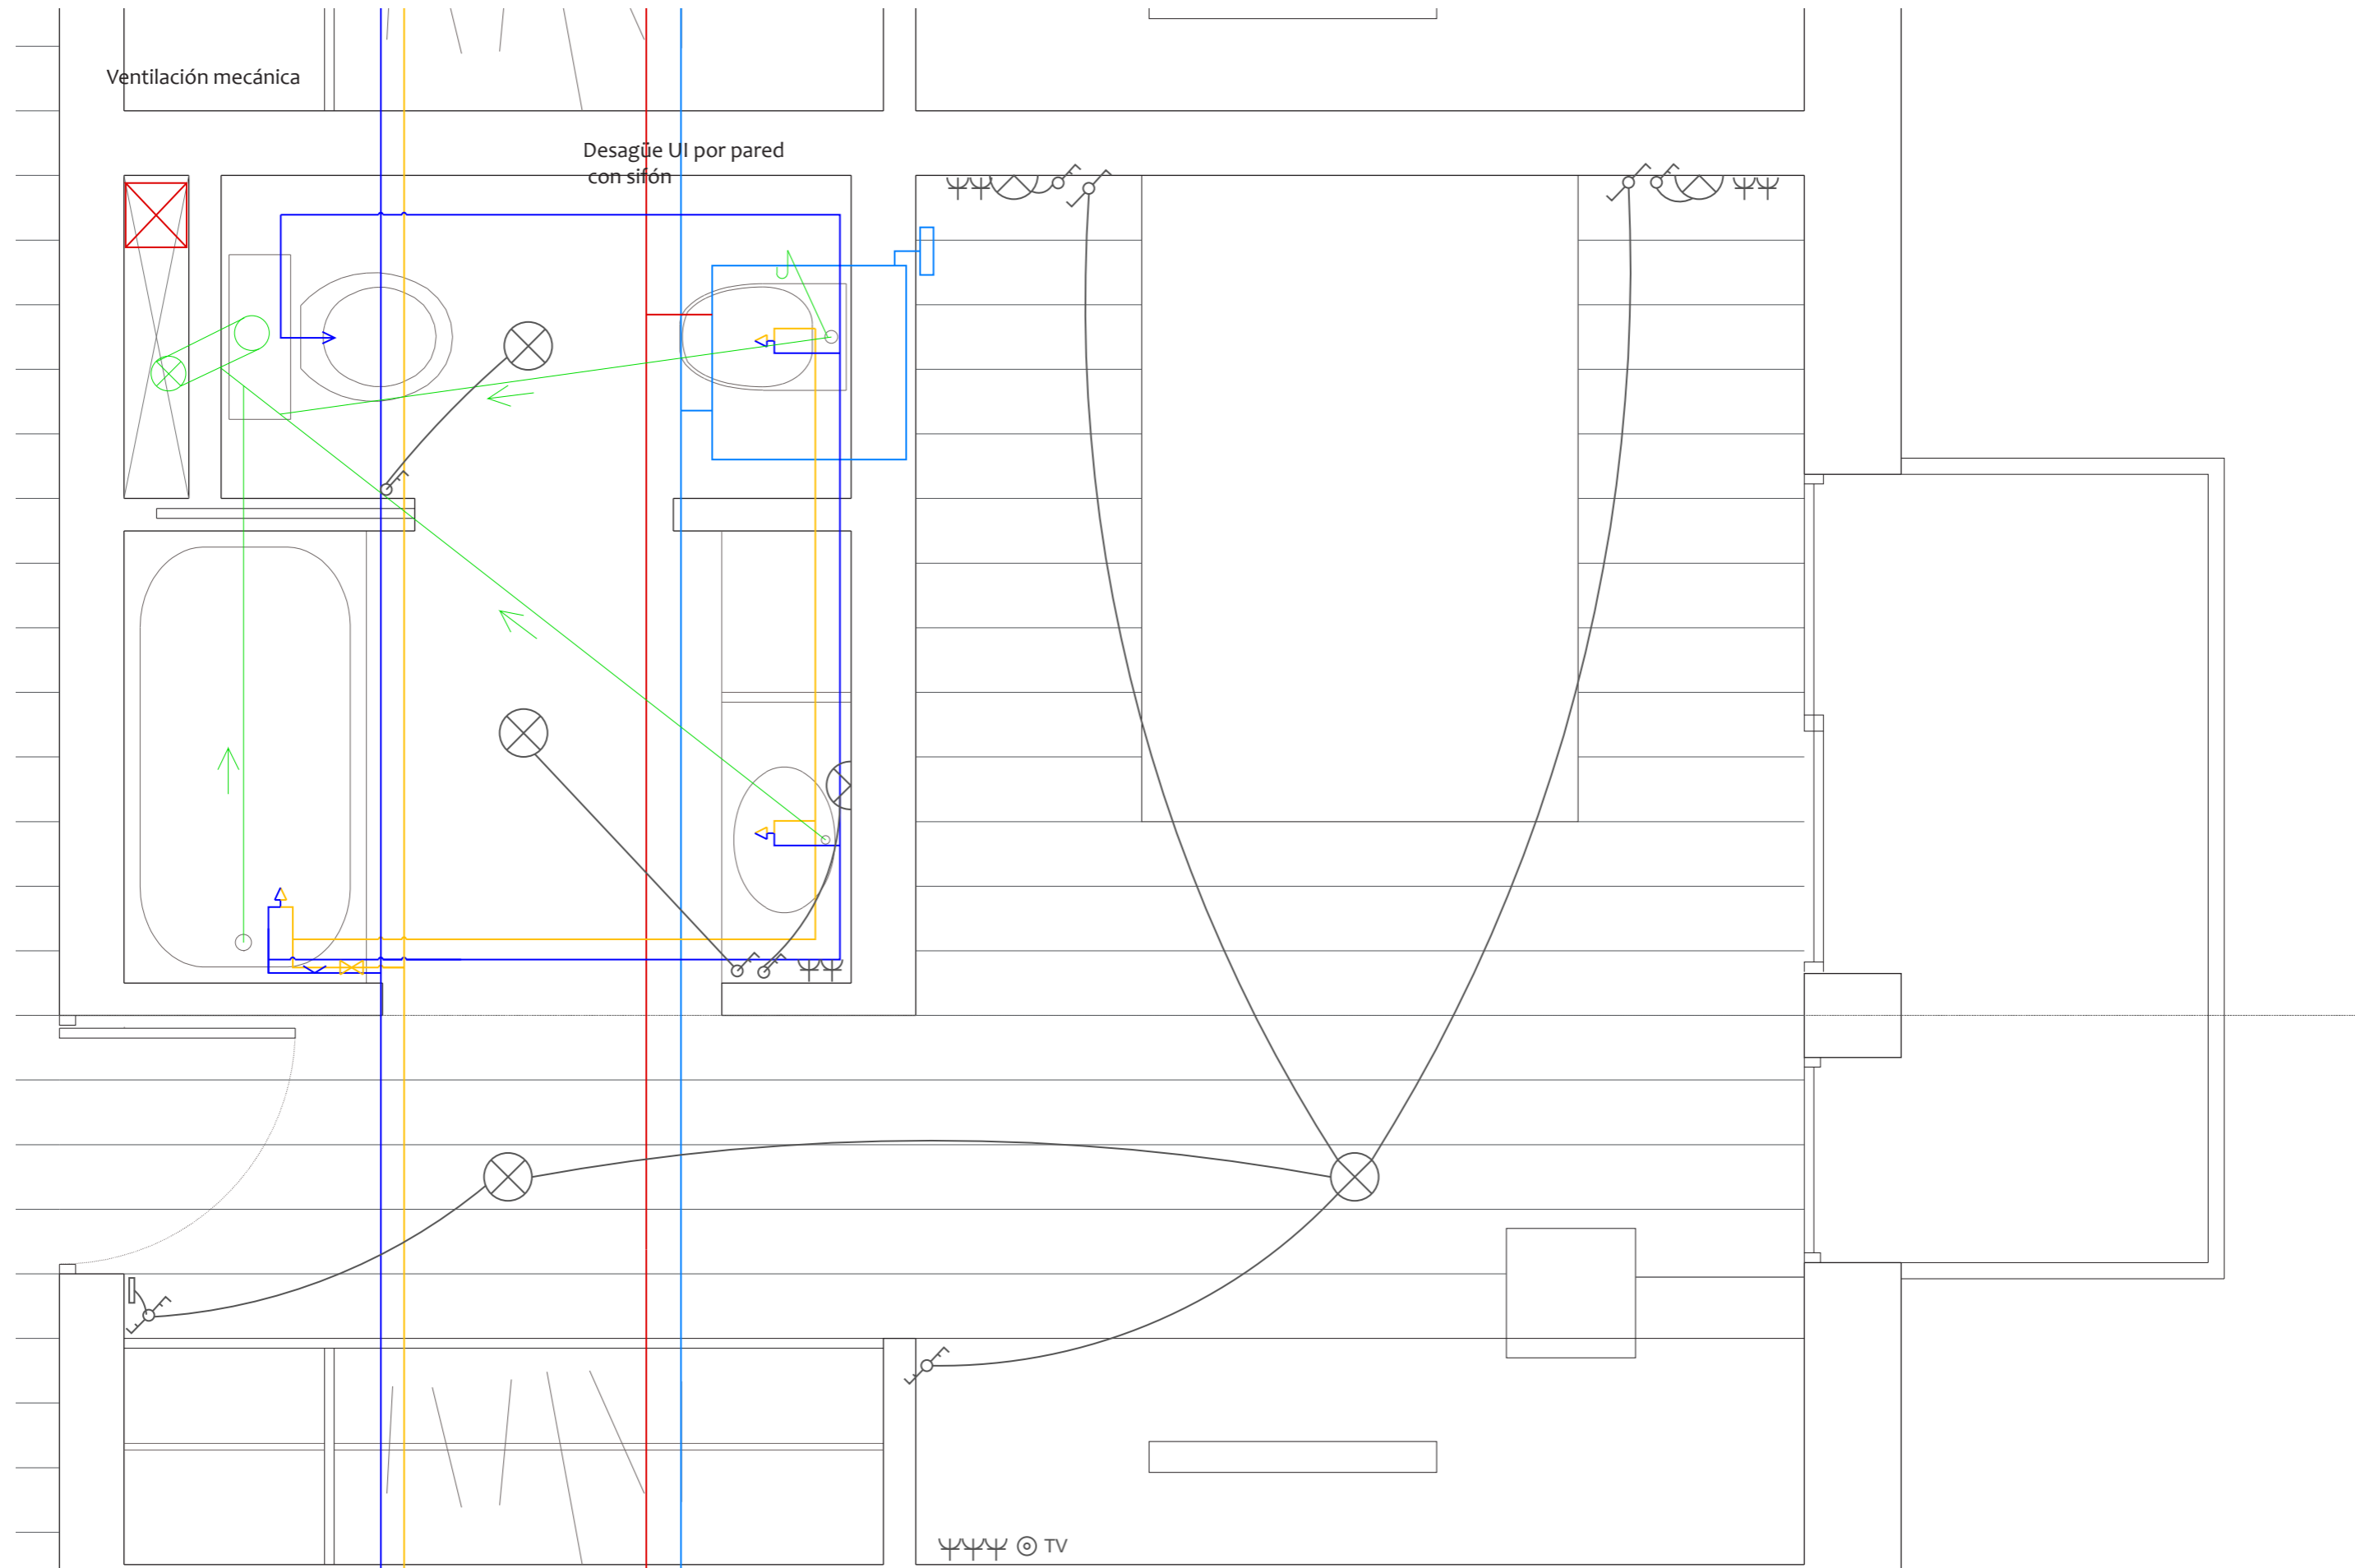 Ventilación mecánica
Desagüe UI por pared
con sifón
TV